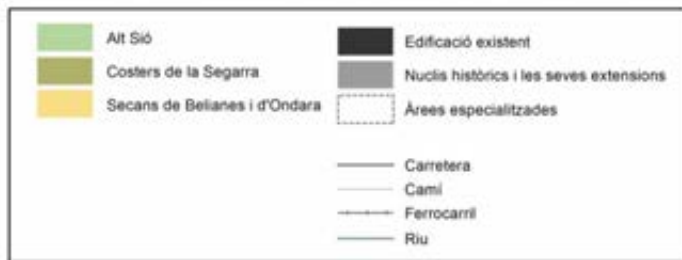 Alt Sió
Costers de la Segarra
Secans de Belianes i d'Ondara
Edificació existent
Nuclis històrics i les seves extensions
Àrees especialitzades
Carretera
Camí
Ferrocarril
Riu